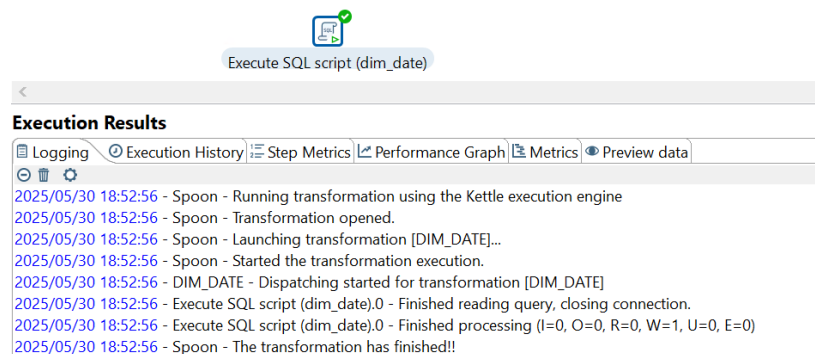 Execute SQL script (dim_date)
Execution Results
Logging Execution History Step Metrics Performance Graph Metrics Preview data
2025/05/30 18:52:56 - Spoon - Running transformation using the Kettle execution engine
2025/05/30 18:52:56 - Spoon - Transformation opened.
2025/05/30 18:52:56 - Spoon - Launching transformation [DIM_DATE]...
2025/05/30 18:52:56 - Spoon - Started the transformation execution.
2025/05/30 18:52:56 - DIM_DATE - Dispatching started for transformation [DIM_DATE]
2025/05/30 18:52:56 - Execute SQL script (dim_date).0 - Finished reading query, closing connection.
2025/05/30 18:52:56 - Execute SQL script (dim_date).0 - Finished processing (I=0, O=0, R=0, W=1, U=0, E=0)
2025/05/30 18:52:56 - Spoon - The transformation has finished!!